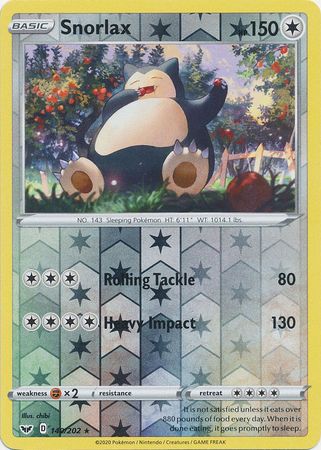 BASIC
Snorlax 150
NO. 143 Sleeping Pokémon HT: 6'11" WT: 1014.1 lbs.
Rolling Tackle 80
Heavy Impact 130
weakness ×2 resistance retreat
Illus. chibi
D /202 ★
It is not satisfied unless it eats over
880 pounds of food every day. When it is
done eating, it goes promptly to sleep.
©2020 Pokémon / Nintendo / Creatures / GAME FREAK